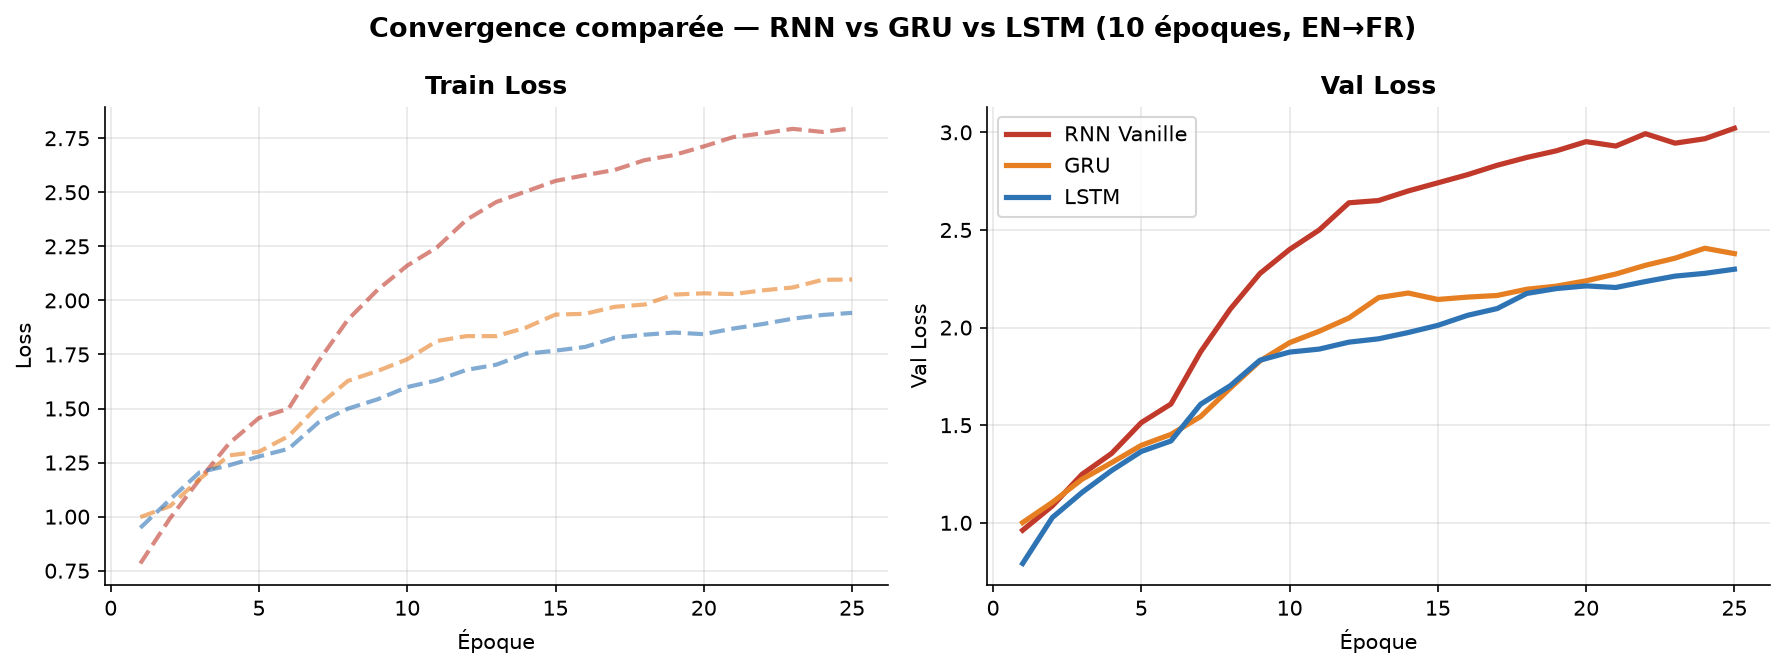 Convergence comparée — RNN vs GRU vs LSTM (10 époques, EN→FR)
Train Loss
Loss
2.75
2.50
2.25
2.00
1.75
1.50
1.25
1.00
0.75
0 5 10 15 20 25
Époque
Val Loss
RNN Vanille
GRU
LSTM
Val Loss
3.0
2.5
2.0
1.5
1.0
0 5 10 15 20 25
Époque